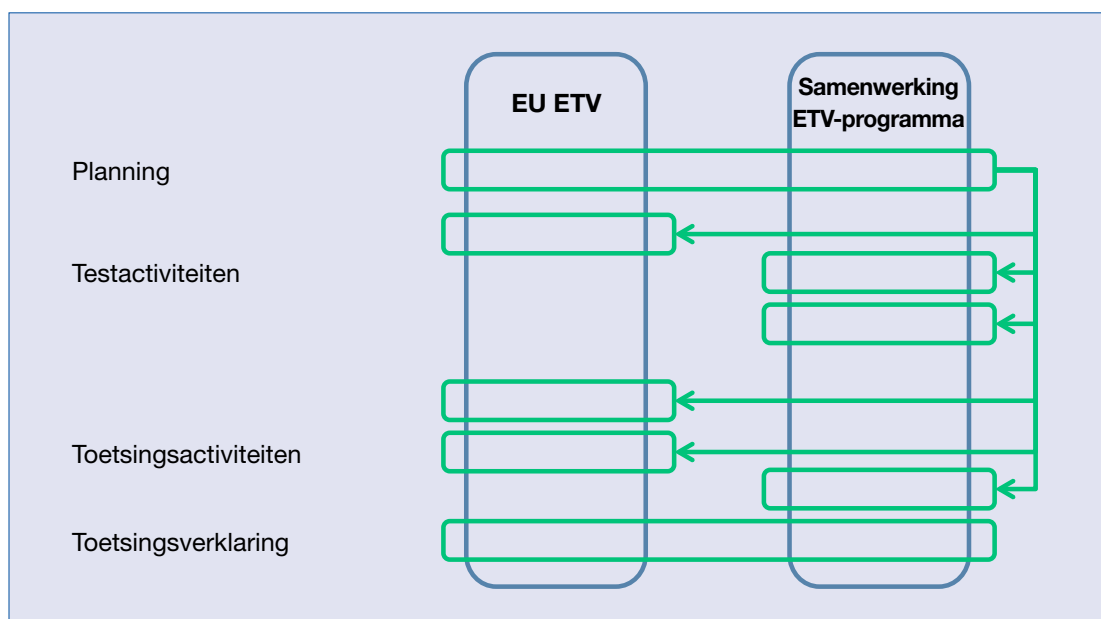 EU ETV
Samenwerking
ETV-programma
Planning
Testactiviteiten
Toetsingsactiviteiten
Toetsingsverklaring